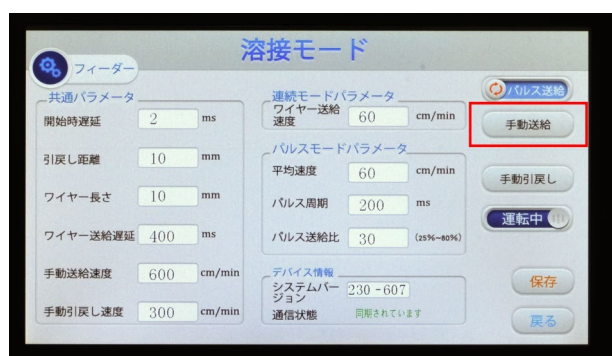 溶接モード
フィーダー
共通パラメータ
開始時遅延 2 ms
引戻し距離 10 mm
ワイヤー長さ 10 mm
ワイヤー送給遅延 400 ms
手動送給速度 600 cm/min
手動引戻し速度 300 cm/min
連続モードパラメータ
ワイヤー送給
速度 60 cm/min
パルスモードパラメータ
平均速度 60 cm/min
パルス周期 200 ms
パルス送給比 30 (25%~80%)
デバイス情報
システムバー
ジョン 230-607
通信状態 同期されています
パルス送給
手動送給
手動引戻し
運転中
保存
戻る